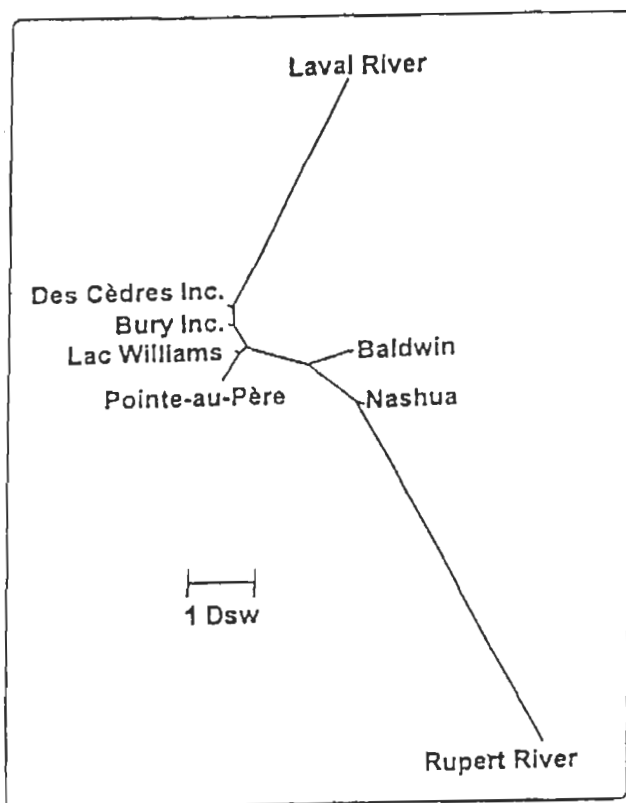 Laval River
Des Cèdres Inc.
Bury Inc.
Lac Williams
Baldwin
Pointe-au-Père
Nashua
1 Dsw
Rupert River